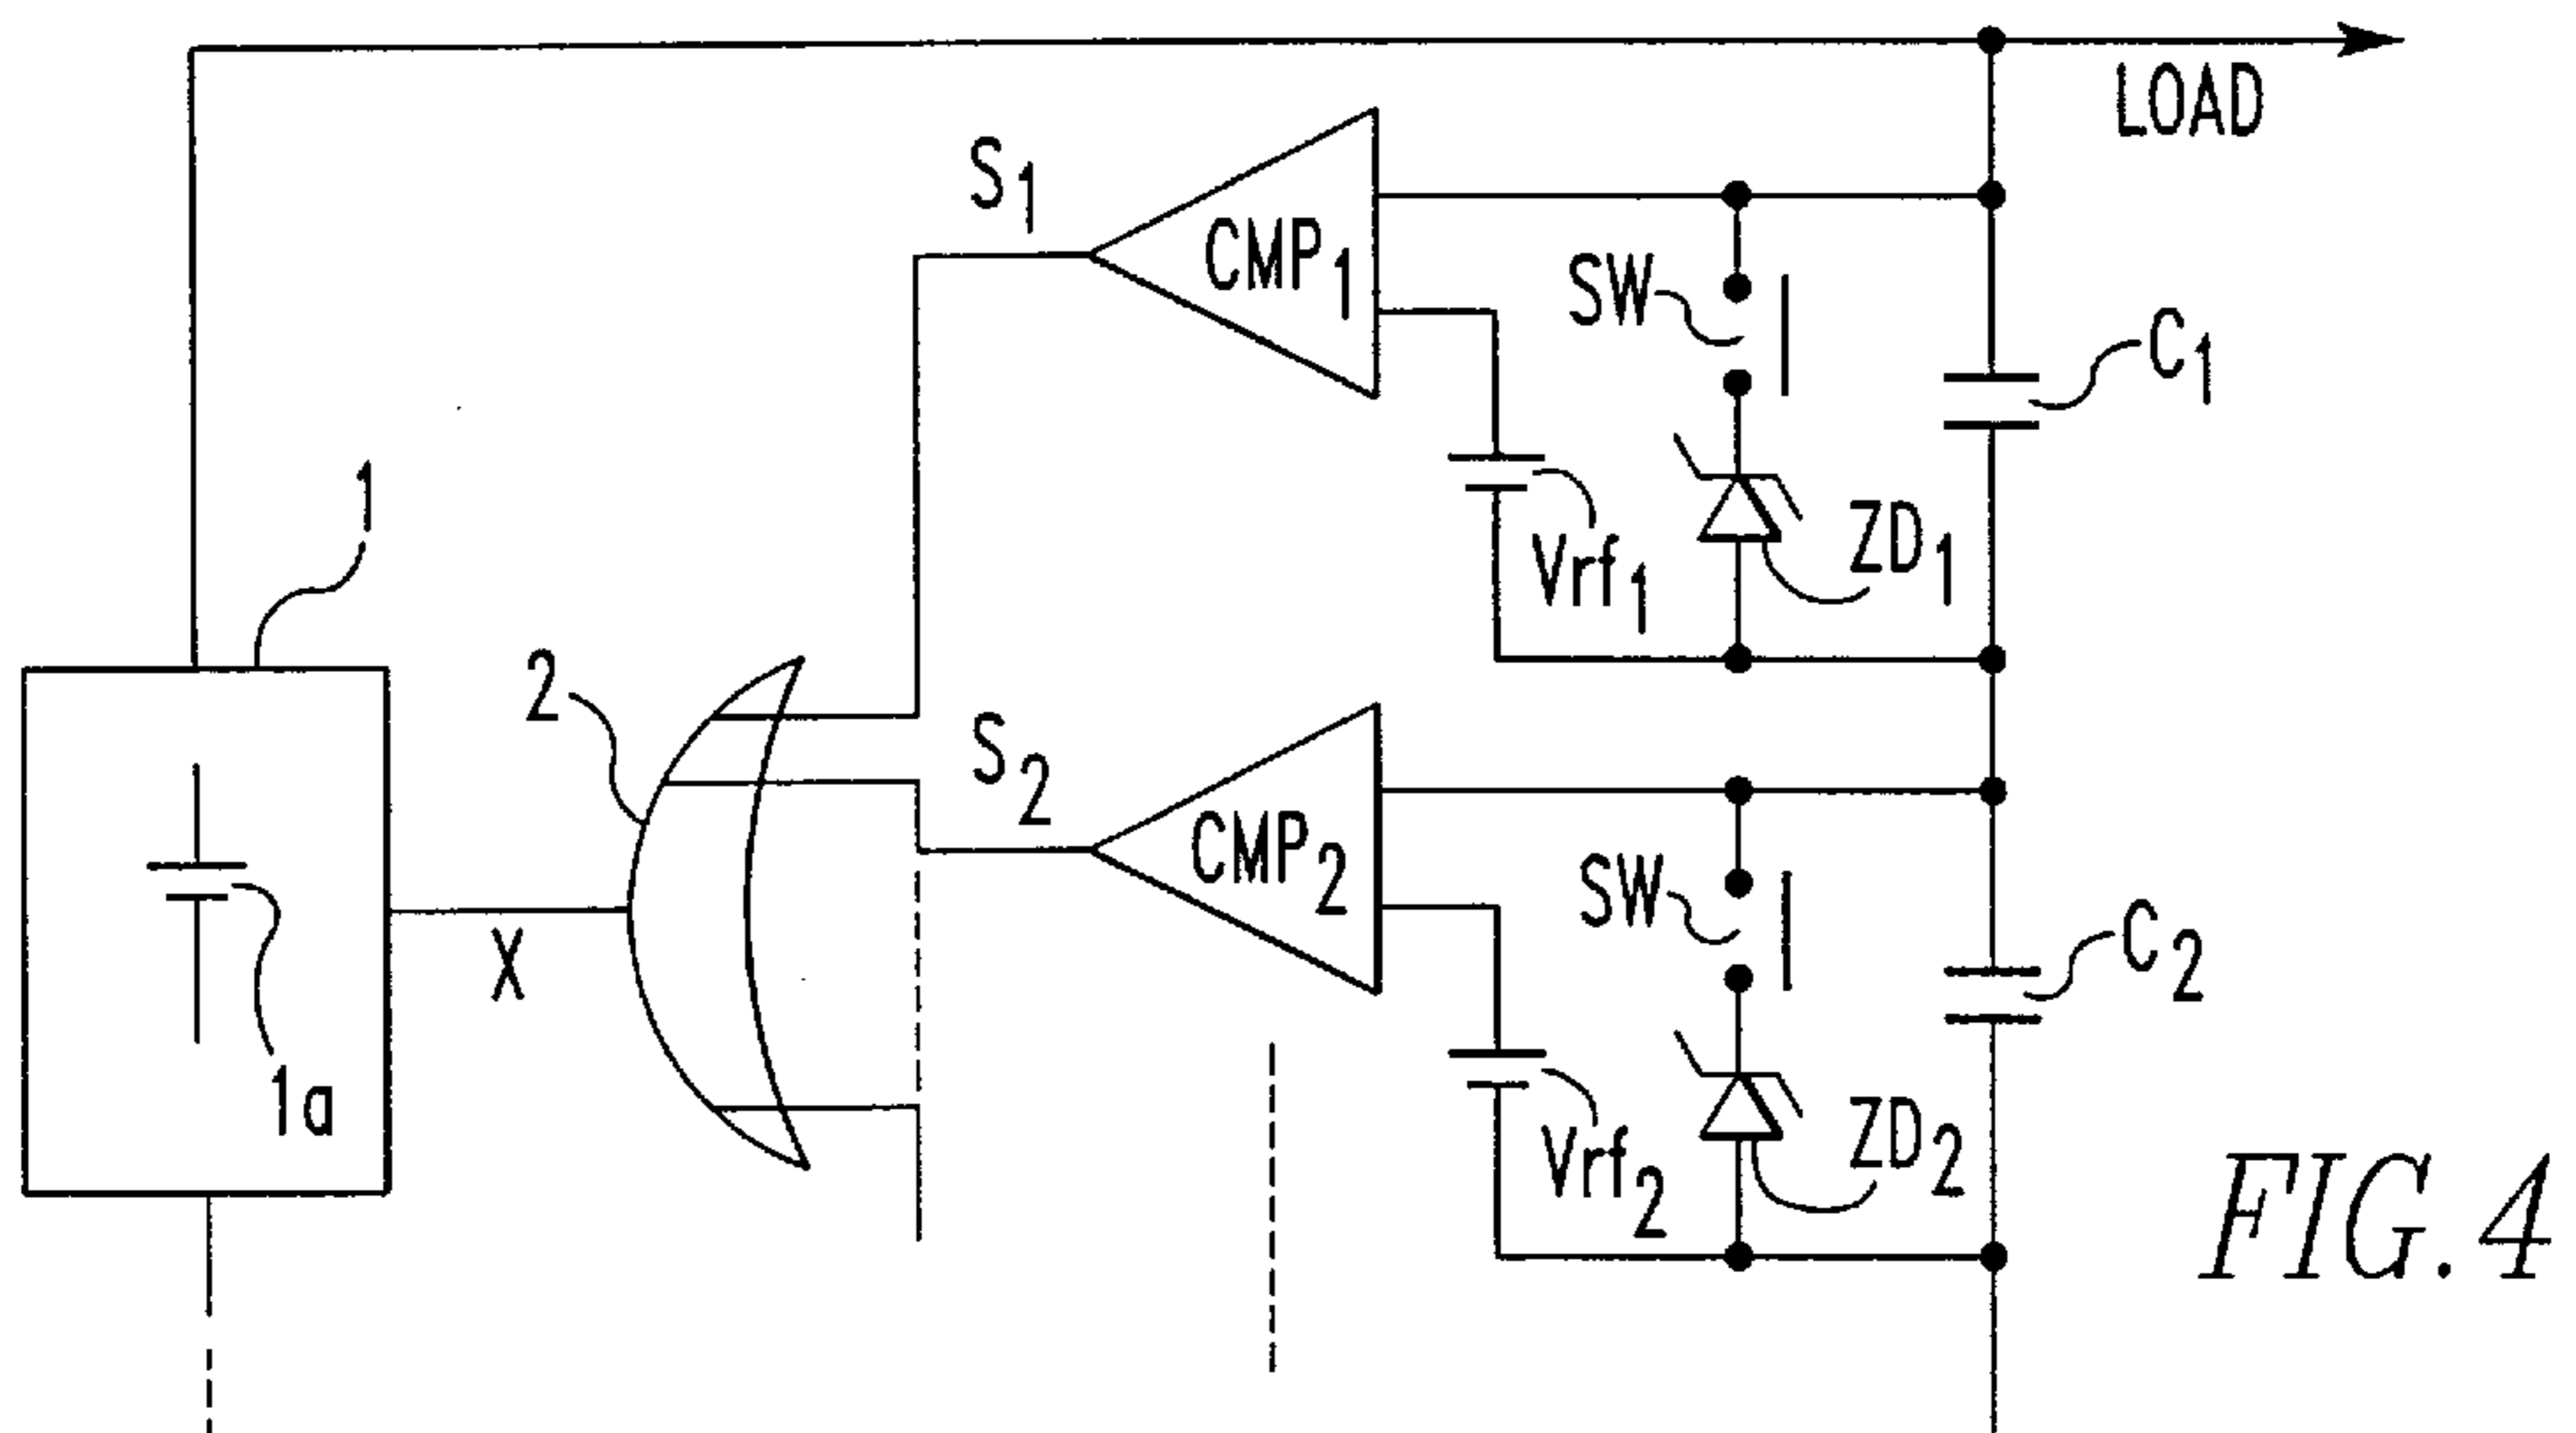 LOAD
S1
CMP1
SW
C1
Vrf1
ZD1
1
2
S2
CMP2
SW
C2
X
1a
Vrf2
ZD2
FIG. 4